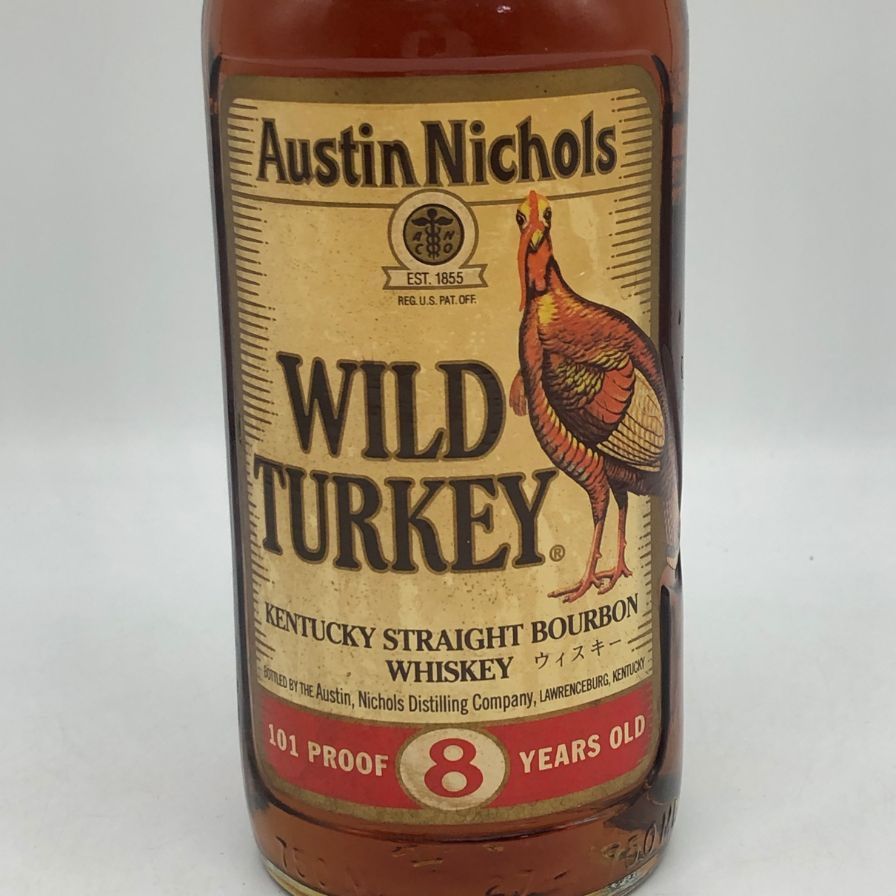 Austin Nichols
A N
C O
EST. 1855
REG. U.S. PAT. OFF.
WILD
TURKEY®
KENTUCKY STRAIGHT BOURBON
WHISKEY ウィスキー
BOTTLED BY THE Austin, Nichols Distilling Company, LAWRENCEBURG, KENTUCKY
101 PROOF 8 YEARS OLD